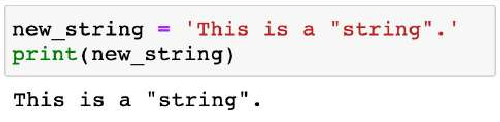 new_string = 'This is a "string".'
print(new_string)
This is a "string".